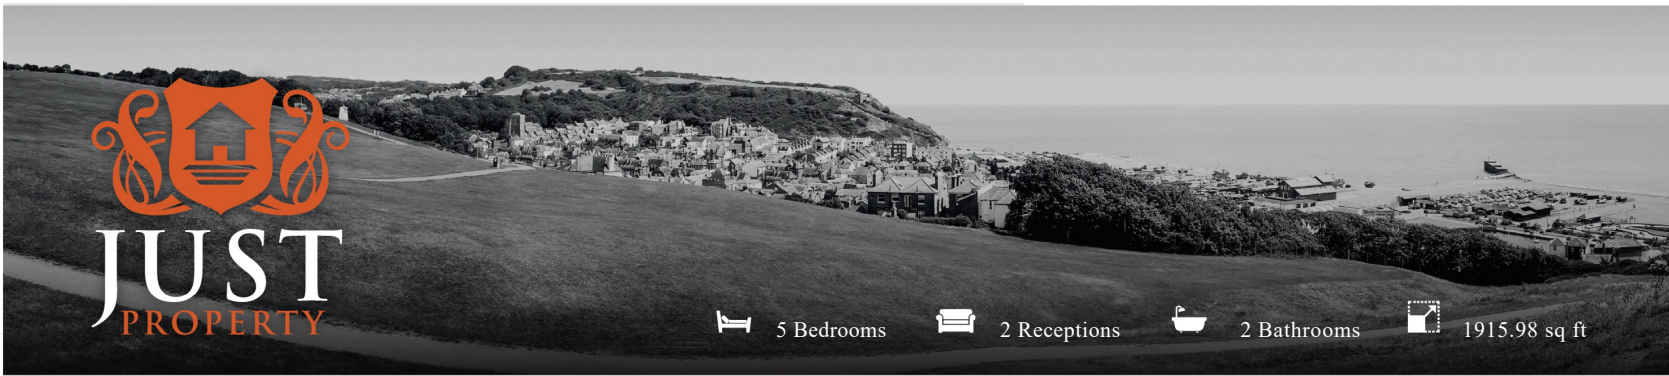 JUST
PROPERTY
5 Bedrooms
2 Receptions
2 Bathrooms
1915.98 sq ft